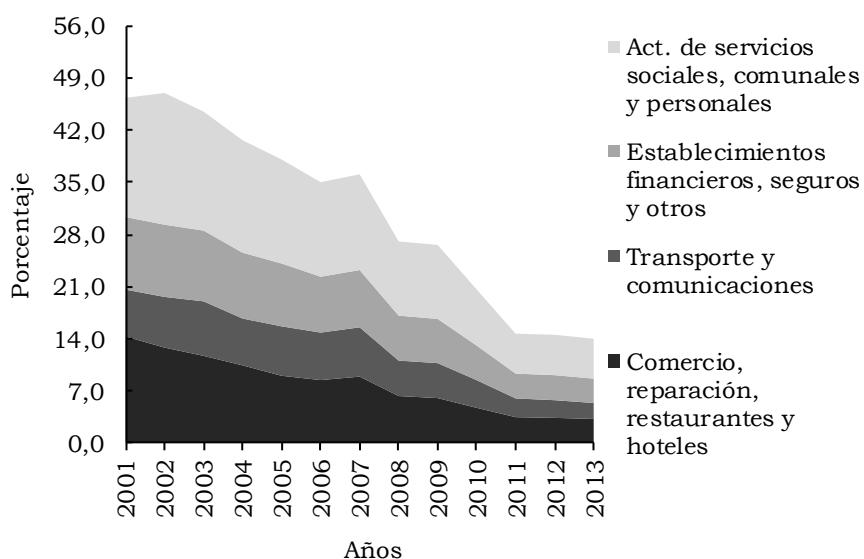 56,0
49,0
42,0
35,0
28,0
21,0
14,0
7,0
0,0
Porcentaje
2001
2002
2003
2004
2005
2006
2007
2008
2009
2010
2011
2012
2013
Años
Act. de servicios
sociales, comunales
y personales
Establecimientos
financieros, seguros
y otros
Transporte y
comunicaciones
Comercio,
reparación,
restaurantes y
hoteles